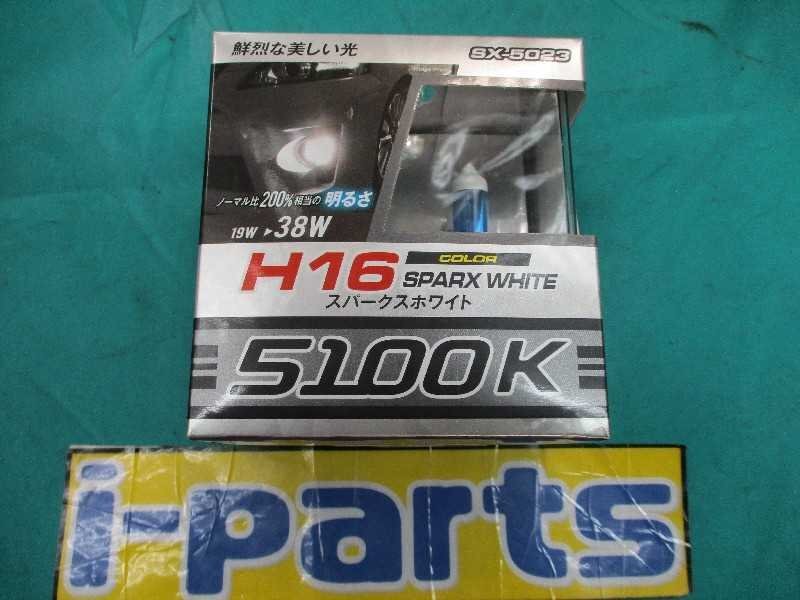 鮮烈な美しい光
SX-5023
ノーマル比200%相当の明るさ
19W ▶ 38W
H16
COLOR
SPARX WHITE
スパークスホワイト
5100K
i-parts